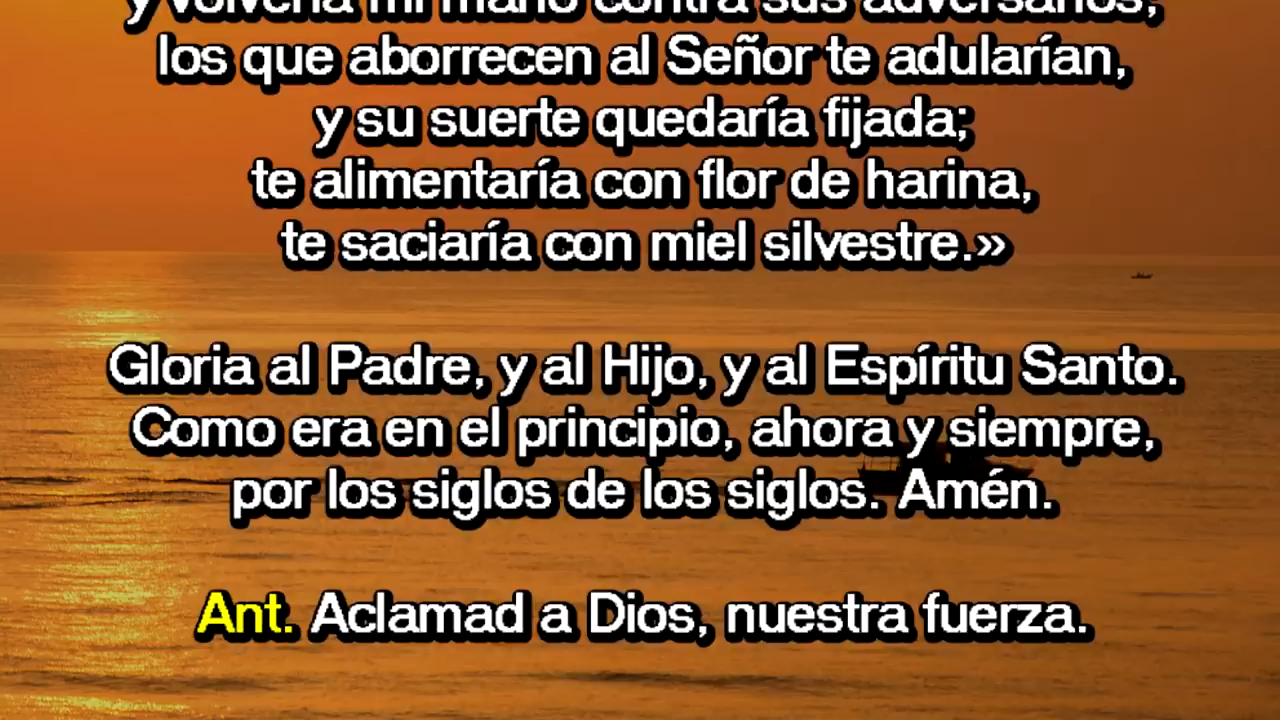 y volvería mi mano contra sus adversarios;
los que aborrecen al Señor te adularían,
y su suerte quedaría fijada;
te alimentaría con flor de harina,
te saciaría con miel silvestre.»
Gloria al Padre, y al Hijo, y al Espíritu Santo.
Como era en el principio, ahora y siempre,
por los siglos de los siglos. Amén.
Ant. Aclamad a Dios, nuestra fuerza.